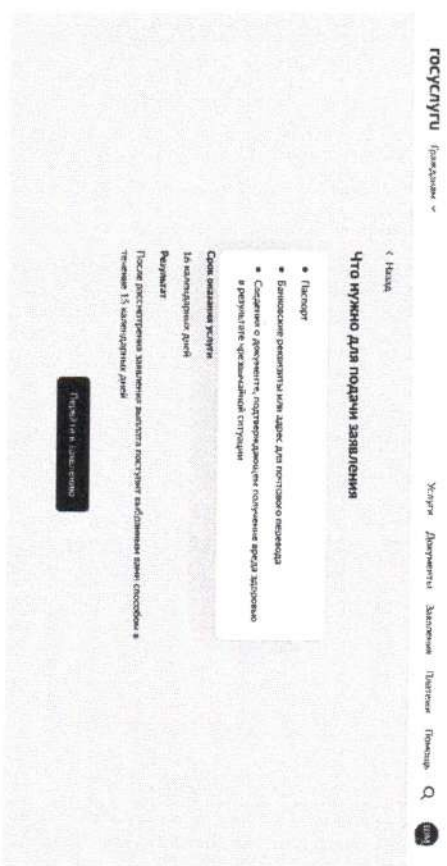 госуслуги Гражданам Услуги Документы Заявления Платежи Помощь
Назад
Что нужно для подачи заявления
Паспорт
Банковские реквизиты или адрес для почтового перевода
Сведения о документе, подтверждающем получение вреда здоровью
в результате чрезвычайной ситуации
Срок оказания услуги
16 календарных дней
Результат
После рассмотрения заявления выплата поступит выбранным вами способом в
течение 15 календарных дней
Перейти к заявлению